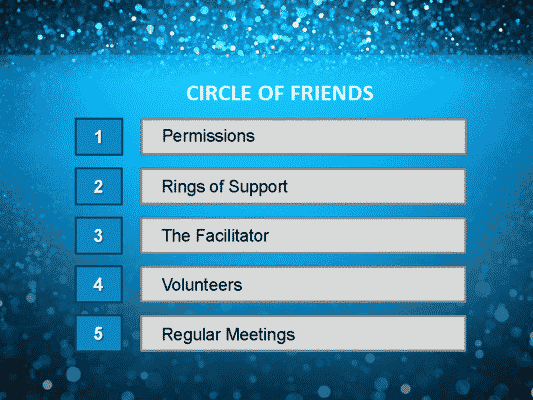 CIRCLE OF FRIENDS
1 Permissions
2 Rings of Support
3 The Facilitator
4 Volunteers
5 Regular Meetings